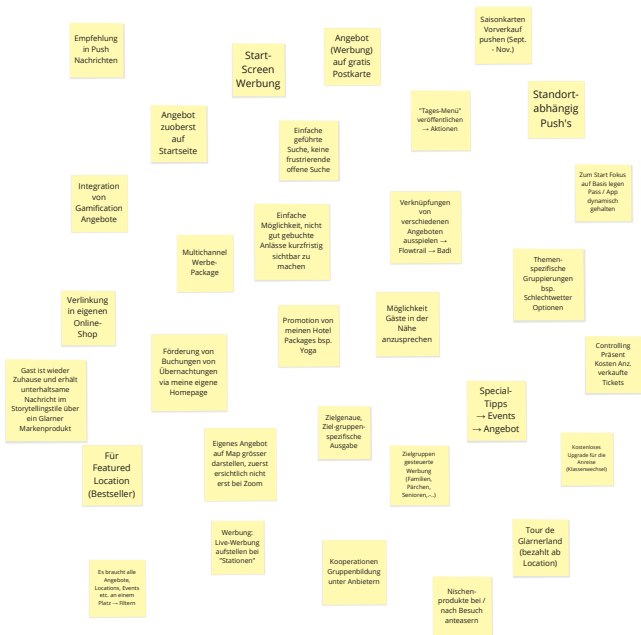 Empfehlung
in Push
Nachrichten
Start-
Screen
Werbung
Angebot
(Werbung)
auf gratis
Postkarte
Saisonkarten
Vorverkauf
pushen (Sept.
- Nov.)
Angebot
zuoberst
auf
Startseite
Einfache
geführte
Suche, keine
frustrierende
offene Suche
"Tages-Menü"
veröffentlichen
→ Aktionen
Standort-
abhängig
Push's
Integration
von
Gamification
Angebote
Multichannel
Werbe-
Package
Einfache
Möglichkeit, nicht
gut gebuchte
Anlässe kurzfristig
sichtbar zu
machen
Verknüpfungen
von
verschiedenen
Angeboten
ausspielen →
Flowtrail → Badi
Zum Start Fokus
auf Basis legen
Pass / App
dynamisch
gehalten
Themen-
spezifische
Gruppierungen
bsp.
Schlechtwetter
Optionen
Verlinkung
in eigenen
Online-
Shop
Förderung von
Buchungen von
Übernachtungen
via meine eigene
Homepage
Promotion von
meinen Hotel
Packages bsp.
Yoga
Möglichkeit
Gäste in der
Nähe
anzusprechen
Controlling
Präsent
Kosten Anz.
verkaufte
Tickets
Gast ist wieder
Zuhause und erhält
unterhaltsame
Nachricht im
Storytellingstile über
ein Glarner
Markenprodukt
Special-
Tipps
→ Events
→ Angebot
Für
Featured
Location
(Bestseller)
Eigenes Angebot
auf Map grösser
darstellen, zuerst
ersichtlich nicht
erst bei Zoom
Zielgenaue,
Ziel-gruppen-
spezifische
Ausgabe
Zielgruppen
gesteuerte
Werbung
(Familien,
Pärchen,
Senioren,-..)
Kostenloses
Upgrade für die
Anreise
(Klassenwechsel)
Werbung:
Live-Werbung
aufstellen bei
"Stationen"
Kooperationen
Gruppenbildung
unter Anbietern
Tour de
Glarnerland
(bezahlt ab
Location)
Es braucht alle
Angebote,
Locations, Events
etc. an einem
Platz → Filtern
Nischen-
produkte bei /
nach Besuch
anteasern